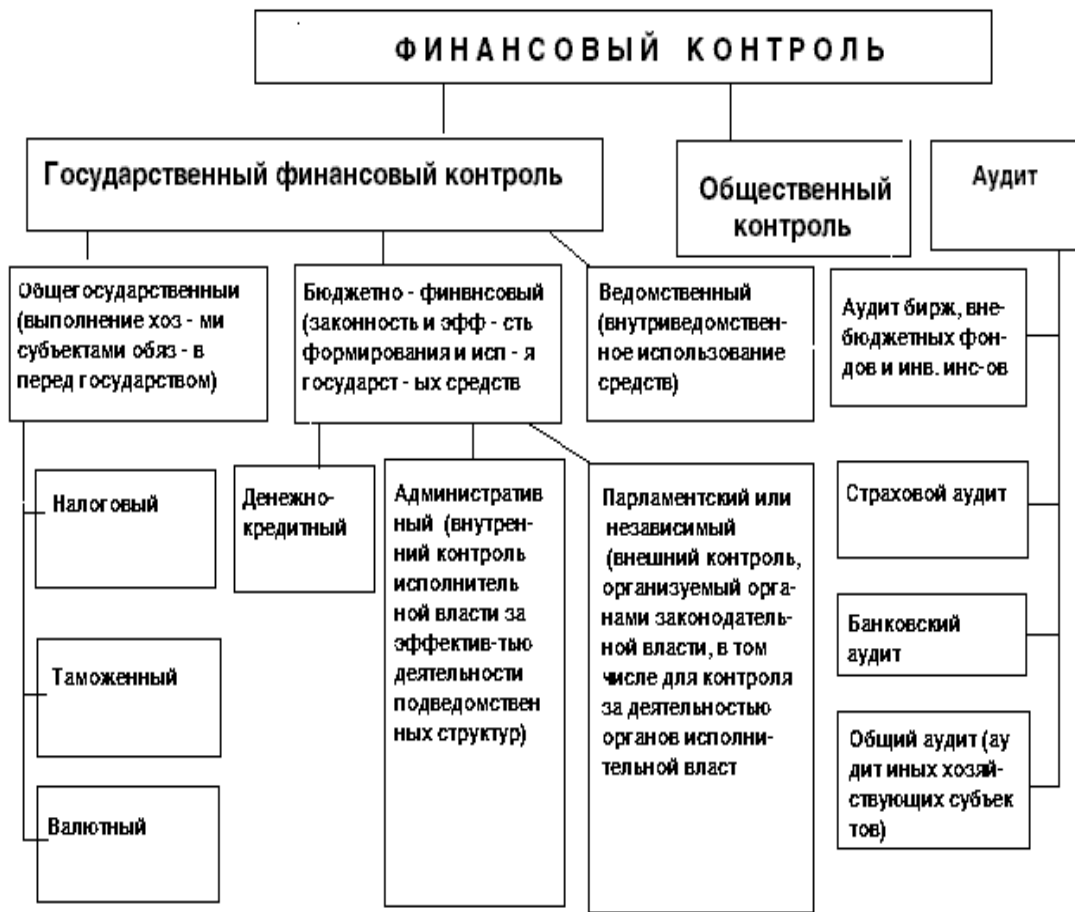 ФИНАНСОВЫЙ КОНТРОЛЬ
Государственный финансовый контроль
Общественный
контроль
Аудит
Общегосударственный
(выполнение хоз - ми
субъектами обяз - в
перед государством)
Бюджетно - финвнсовый
(законность и эфф - сть
формирования и исп - я
государст - ых средств
Ведомственный
(внутриведомствен-
ное использование
средств)
Аудит бирж, вне-
бюджетных фон-
дов и инв. инс-ов
Налоговый
Денежно-
кредитный
Административ
ный (внутрен-
ний контроль
исполнитель
ной власти за
эффектив-тью
деятельности
подведомствен
ных структур)
Парламентский или
независимый
(внешний контроль,
организуемый орга-
нами законодатель-
ной власти, в том
числе для контроля
за деятельностью
органов исполни-
тельной власт
Страховой аудит
Таможенный
Банковский
аудит
Валютный
Общий аудит (ау
дит иных хозяй-
ствующих субъек
тов)